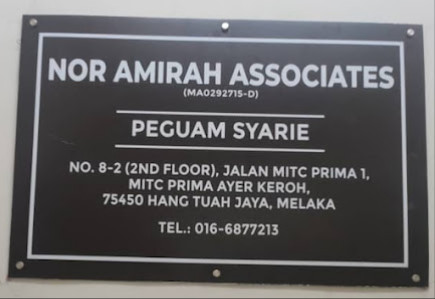 NOR AMIRAH ASSOCIATES
(MA0292715-D)
PEGUAM SYARIE
NO. 8-2 (2ND FLOOR), JALAN MITC PRIMA 1,
MITC PRIMA AYER KEROH,
75450 HANG TUAH JAYA, MELAKA
TEL.: 016-6877213